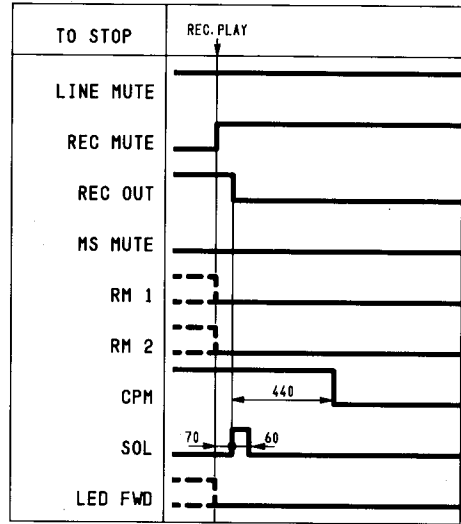 TO STOP
REC.PLAY
LINE MUTE
REC MUTE
REC OUT
MS MUTE
RM 1
RM 2
CPM
440
SOL
70
60
LED FWD